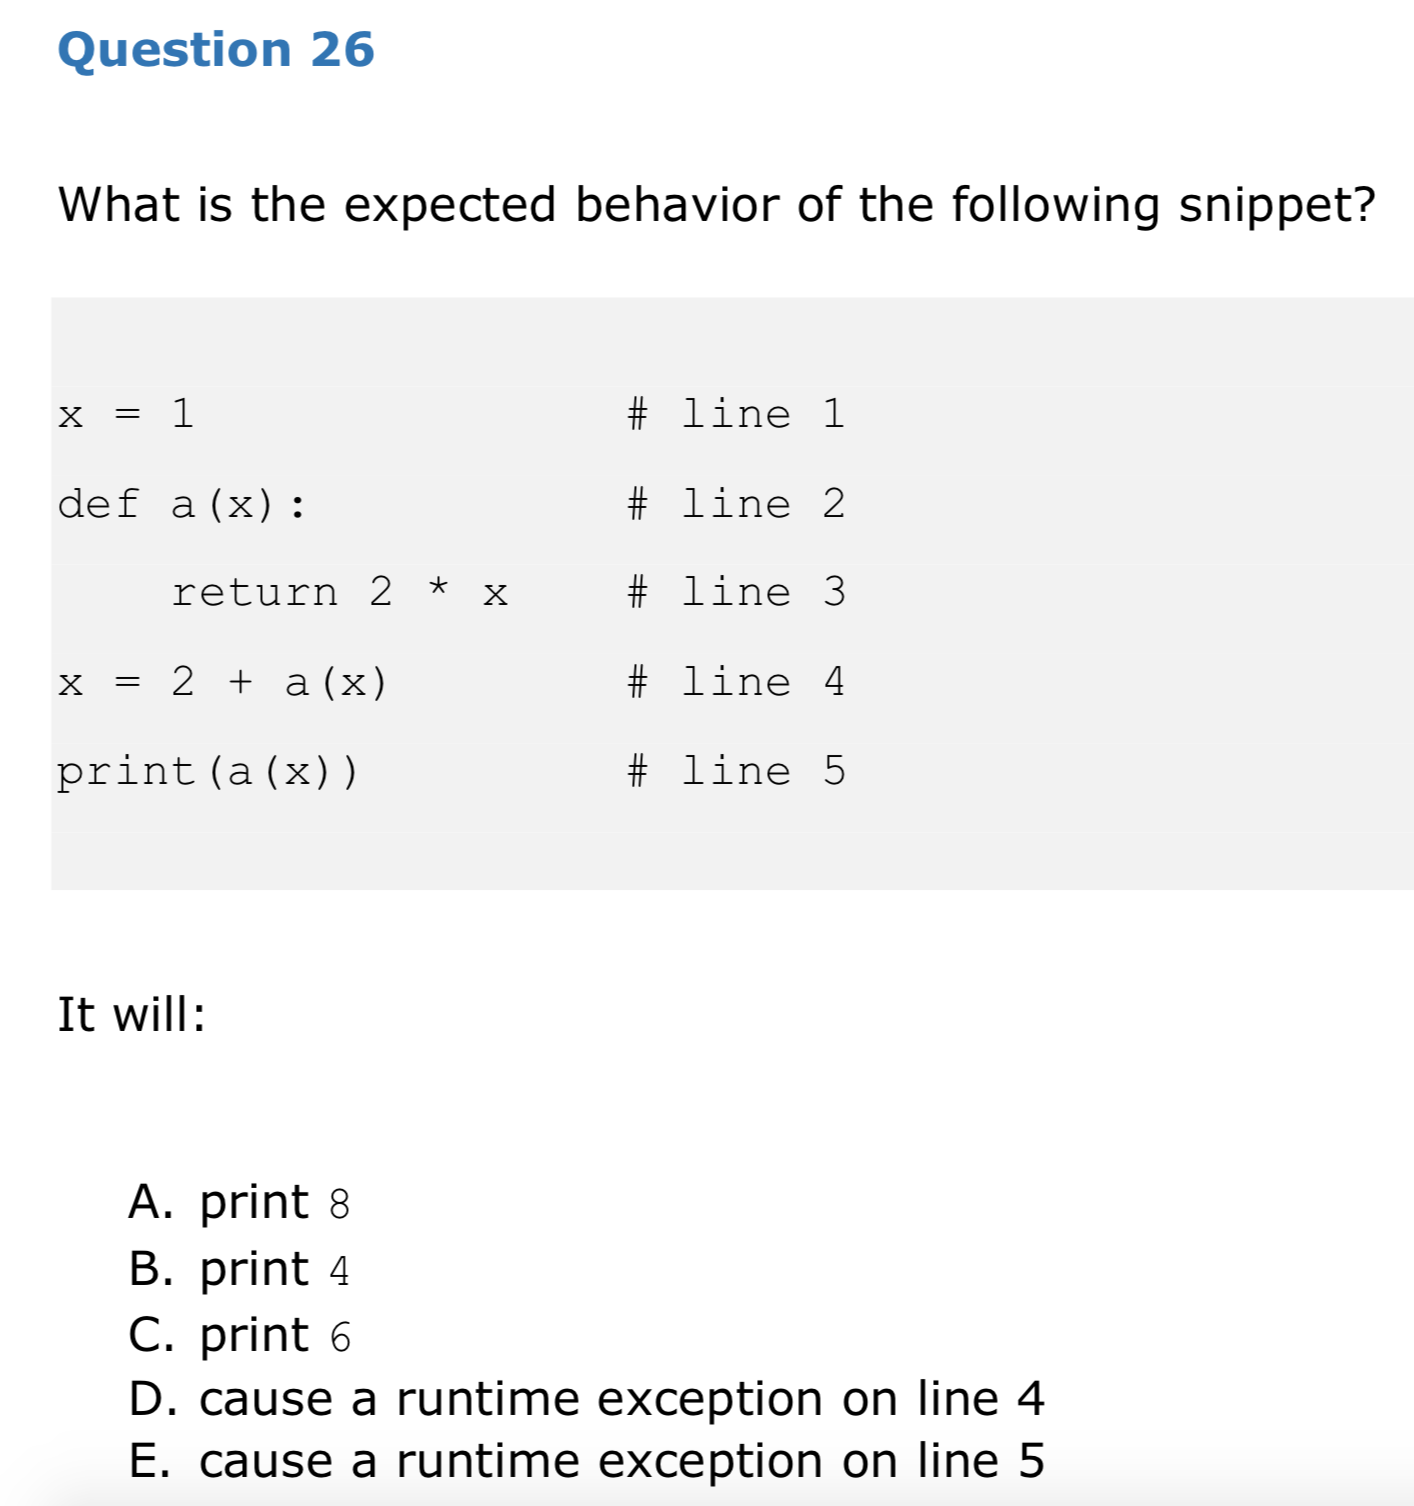 Question 26
What is the expected behavior of the following snippet?
x = 1               # line 1
def a(x):           # line 2
    return 2 * x    # line 3
x = 2 + a(x)        # line 4
print(a(x))         # line 5
It will:
A. print 8
B. print 4
C. print 6
D. cause a runtime exception on line 4
E. cause a runtime exception on line 5